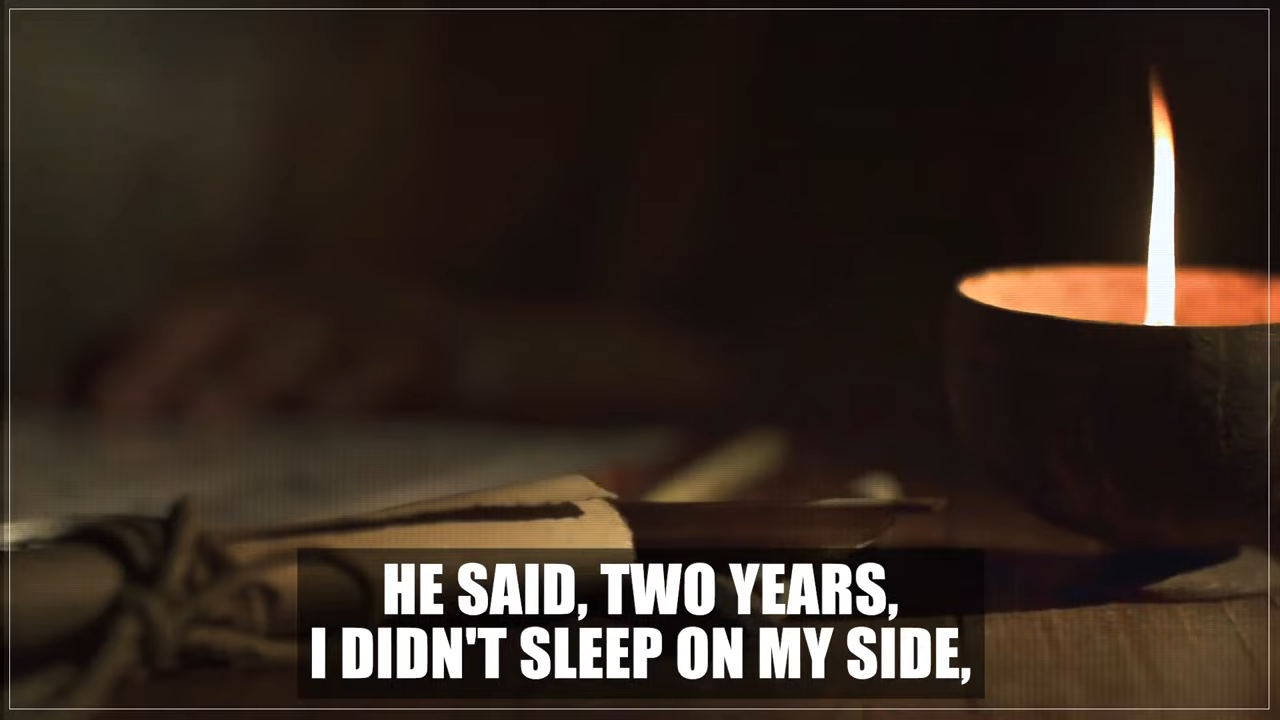 HE SAID, TWO YEARS,
I DIDN'T SLEEP ON MY SIDE,